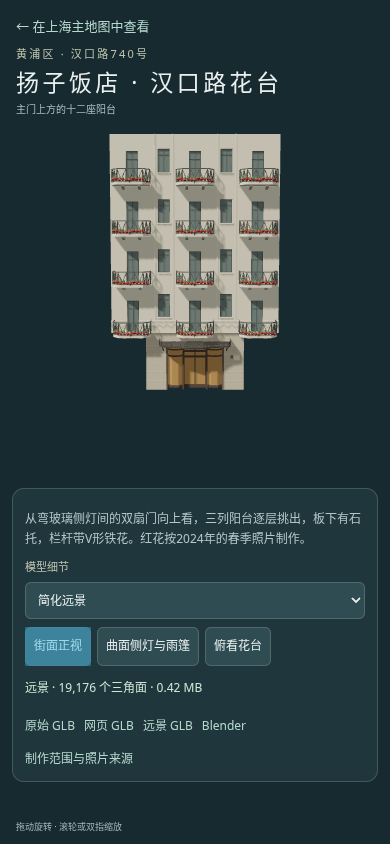 ← 在上海主地图中查看
黄浦区 · 汉口路740号
扬子饭店 · 汉口路花台
主门上方的十二座阳台
从弯玻璃侧灯间的双扇门向上看，三列阳台逐层挑出，板下有石
托，栏杆带V形铁花。红花按2024年的春季照片制作。
模型细节
简化远景
街面正视 曲面侧灯与雨篷 俯看花台
远景 · 19,176 个三角面 · 0.42 MB
原始 GLB 网页 GLB 远景 GLB Blender
制作范围与照片来源
拖动旋转 · 滚轮或双指缩放